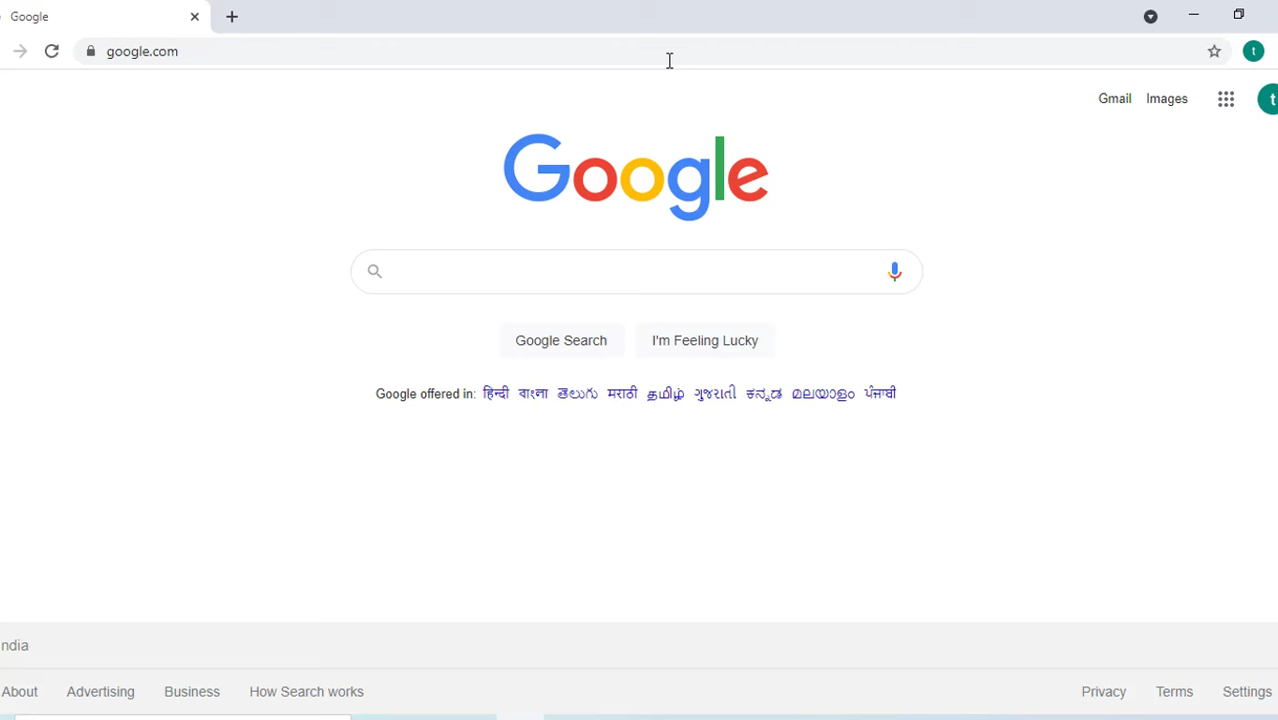 Google
google.com
t
Gmail Images
t
Google
Google Search I'm Feeling Lucky
Google offered in: हिन्दी বাংলা తెలుగు मराठी தமிழ் ગુજરાતી ಕನ್ನಡ മലയാളം ਪੰਜਾਬੀ
ndia
About Advertising Business How Search works Privacy Terms Settings